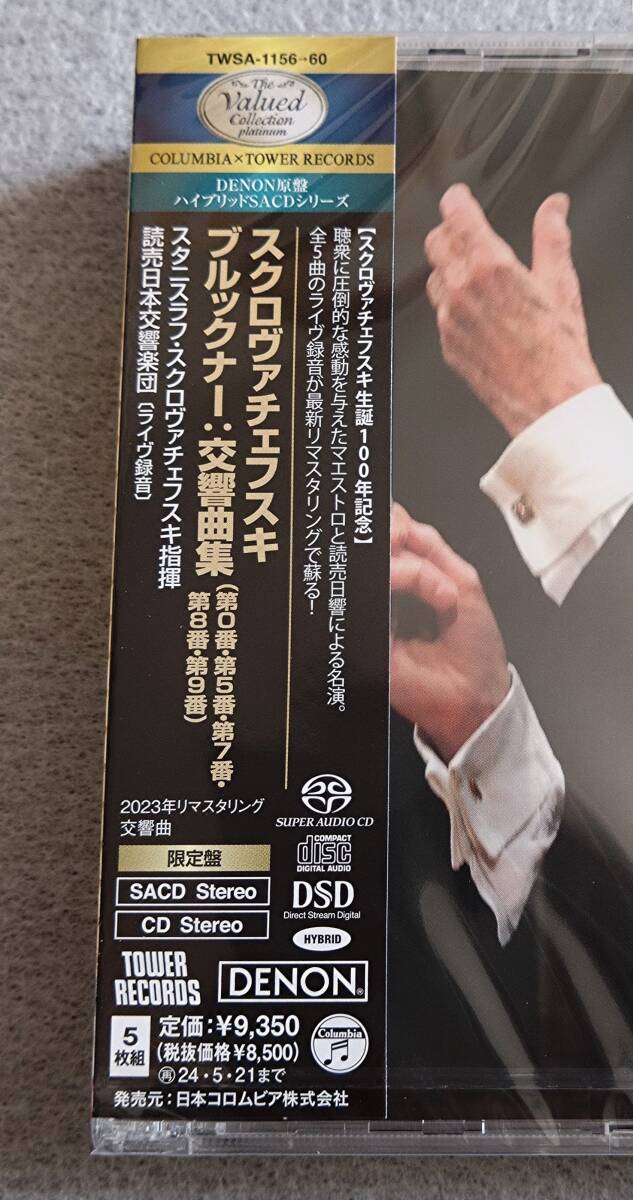 TWSA-1156→60
The
Valued
Collection
platinum
COLUMBIA×TOWER RECORDS
DENON原盤
ハイブリッドSACDシリーズ
【スクロヴァチェフスキ生誕100年記念】
聴衆に圧倒的な感動を与えたマエストロと読売日響による名演。
全5曲のライヴ録音が最新リマスタリングで蘇る！
スクロヴァチェフスキ
ブルックナー：交響曲集（第0番・第5番・第7番・
第8番・第9番）
スタニスラフ・スクロヴァチェフスキ指揮
読売日本交響楽団〔ライヴ録音〕
2023年リマスタリング
交響曲
限定盤
SACD Stereo
CD Stereo
SUPER AUDIO CD
COMPACT
disc
DIGITAL AUDIO
DSD
Direct Stream Digital
HYBRID
TOWER
RECORDS
DENON®
5
枚組
定価：¥9,350
(税抜価格¥8,500)
再24・5・21まで
Columbia
発売元：日本コロムビア株式会社